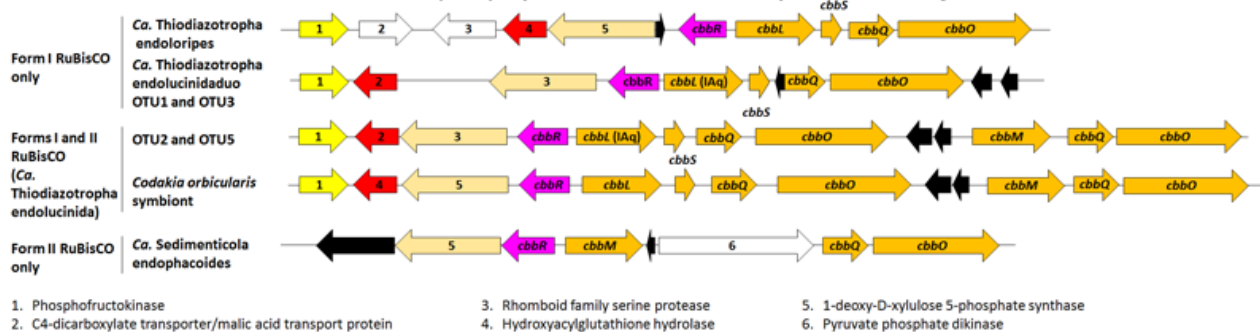 cbbS
Ca. Thiodiazotropha
endoloripes
1 2 3 4 5 cbbR cbbL cbbQ cbbO
Form I RuBisCO
only
Ca. Thiodiazotropha
endolucinidaduo
OTU1 and OTU3
1 2 3 cbbR cbbL (IAq) cbbQ cbbO
cbbS
Forms I and II
RuBisCO
(Ca.
Thiodiazotropha
endolucinida)
OTU2 and OTU5
1 2 3 cbbR cbbL (IAq) cbbQ cbbO cbbM cbbQ cbbO
cbbS
Codakia orbicularis
symbiont
1 4 5 cbbR cbbL cbbQ cbbO cbbM cbbQ cbbO
Form II RuBisCO
only
Ca. Sedimenticola
endophacoides
5 cbbR cbbM 6 cbbQ cbbO
1. Phosphofructokinase
2. C4-dicarboxylate transporter/malic acid transport protein
3. Rhomboid family serine protease
4. Hydroxyacylglutathione hydrolase
5. 1-deoxy-D-xylulose 5-phosphate synthase
6. Pyruvate phosphate dikinase